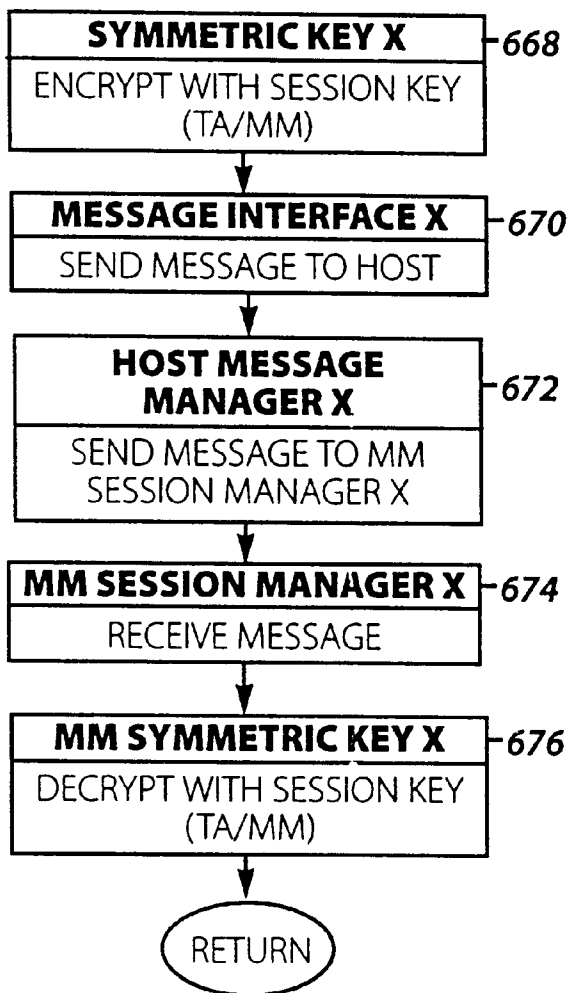 SYMMETRIC KEY X
668
ENCRYPT WITH SESSION KEY
(TA/MM)
MESSAGE INTERFACE X
670
SEND MESSAGE TO HOST
HOST MESSAGE
MANAGER X
672
SEND MESSAGE TO MM
SESSION MANAGER X
MM SESSION MANAGER X
674
RECEIVE MESSAGE
MM SYMMETRIC KEY X
676
DECRYPT WITH SESSION KEY
(TA/MM)
RETURN